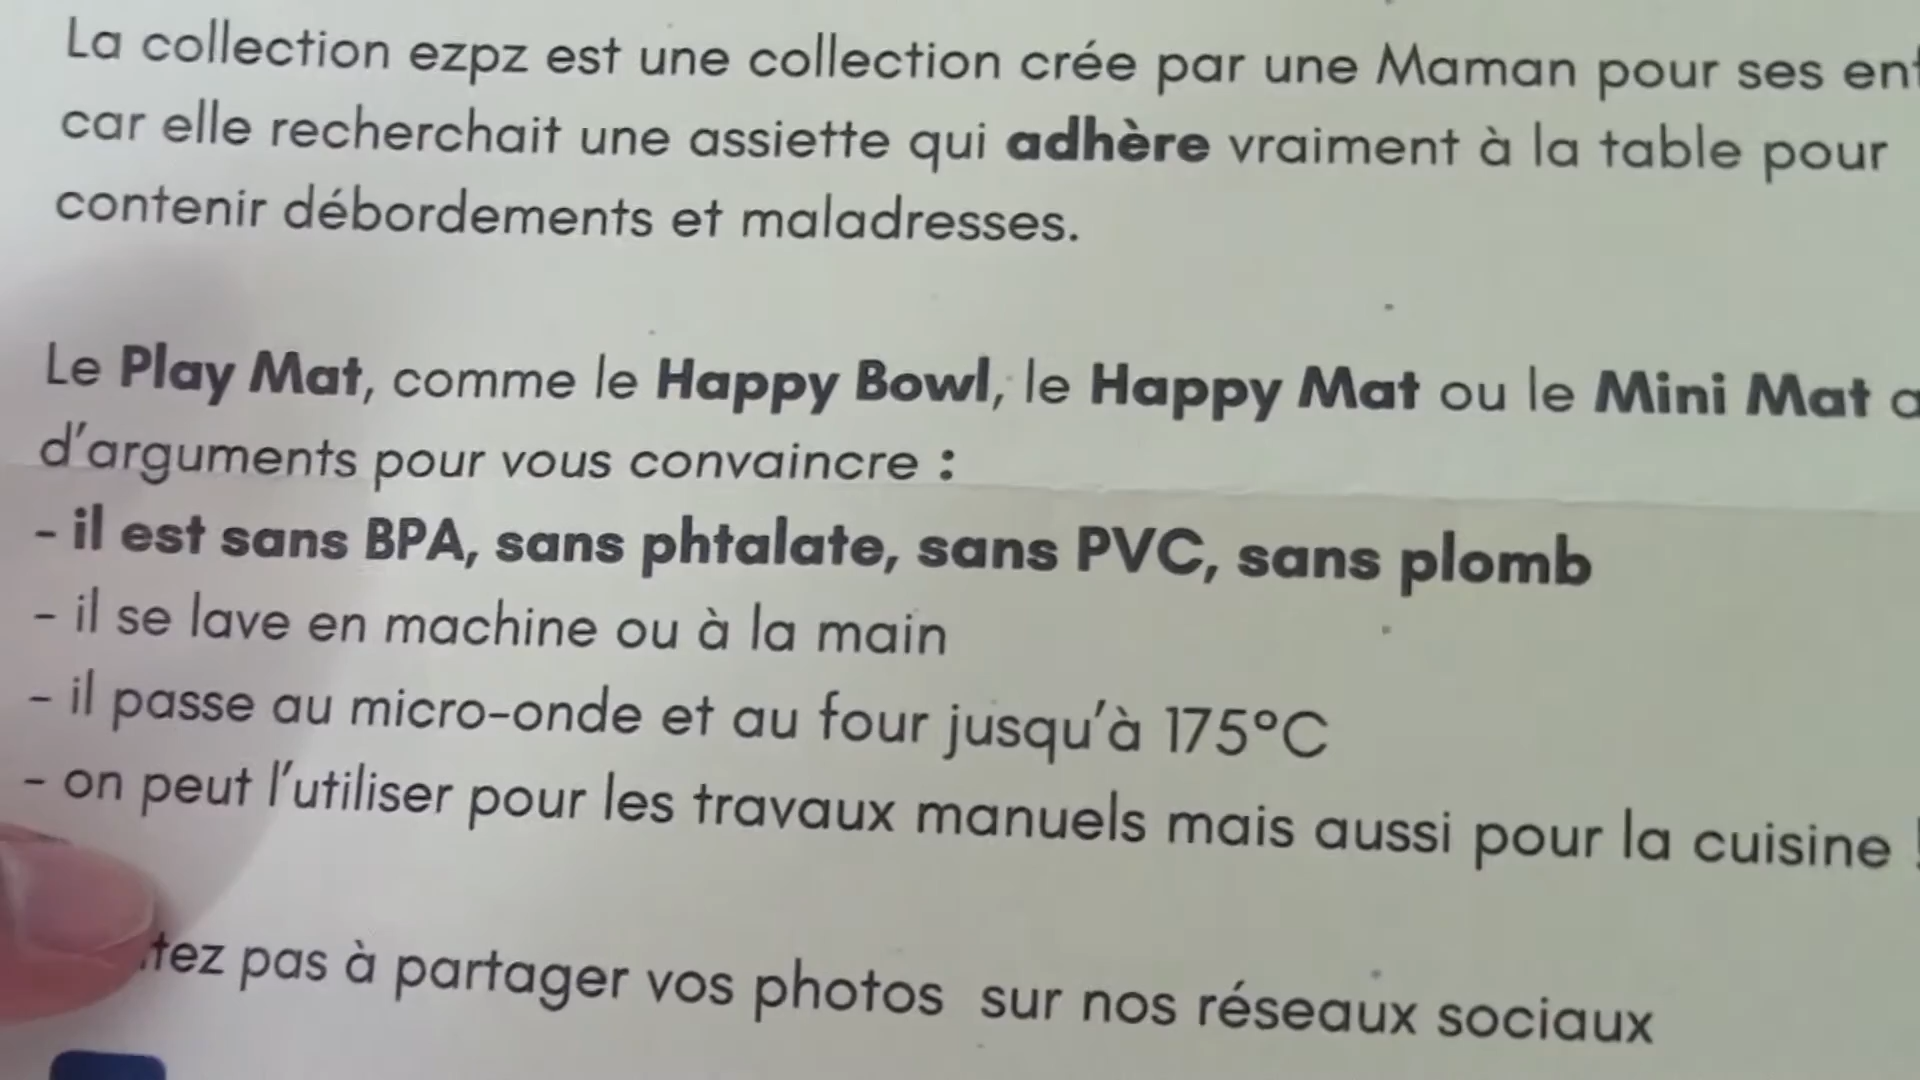 La collection ezpz est une collection crée par une Maman pour ses
car elle recherchait une assiette qui adhère vraiment à la table pour
contenir débordements et maladresses.
Le Play Mat, comme le Happy Bowl, le Happy Mat ou le Mini Mat
d'arguments pour vous convaincre :
- il est sans BPA, sans phtalate, sans PVC, sans plomb
- il se lave en machine ou à la main
- il passe au micro-onde et au four jusqu'à 175°C
- on peut l'utiliser pour les travaux manuels mais aussi pour la cuisine !
pas à partager vos photos sur nos réseaux sociaux